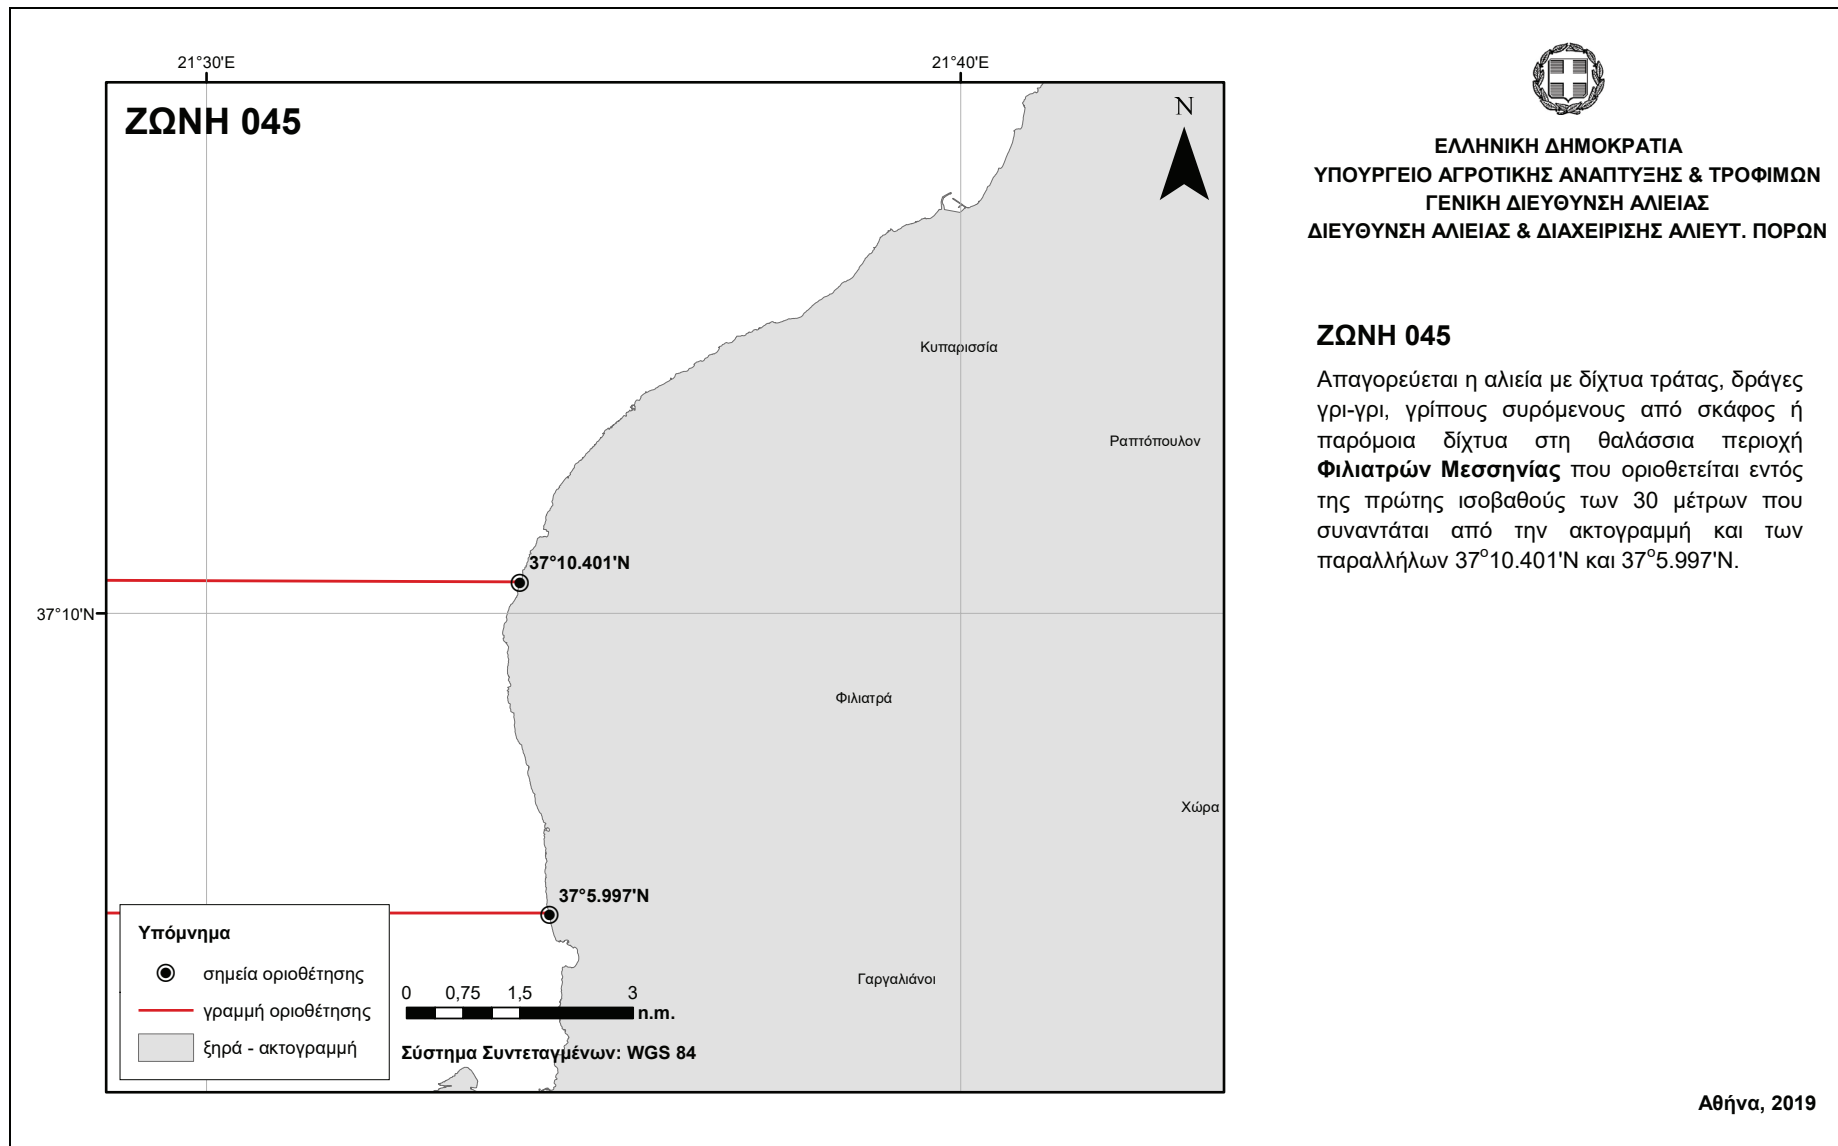 21°30'E
21°40'E
ΖΩΝΗ 045
N
Κυπαρισσία
Ραπτόπουλον
37°10.401'N
37°10'N
Φιλιατρά
Χώρα
37°5.997'N
Γαργαλιάνοι
Υπόμνημα
σημεία οριοθέτησης
γραμμή οριοθέτησης
ξηρά - ακτογραμμή
0 0,75 1,5 3
n.m.
Σύστημα Συντεταγμένων: WGS 84
ΕΛΛΗΝΙΚΗ ΔΗΜΟΚΡΑΤΙΑ
ΥΠΟΥΡΓΕΙΟ ΑΓΡΟΤΙΚΗΣ ΑΝΑΠΤΥΞΗΣ & ΤΡΟΦΙΜΩΝ
ΓΕΝΙΚΗ ΔΙΕΥΘΥΝΣΗ ΑΛΙΕΙΑΣ
ΔΙΕΥΘΥΝΣΗ ΑΛΙΕΙΑΣ & ΔΙΑΧΕΙΡΙΣΗΣ ΑΛΙΕΥΤ. ΠΟΡΩΝ
ΖΩΝΗ 045
Απαγορεύεται η αλιεία με δίχτυα τράτας, δράγες
γρι-γρι, γρίπους συρόμενους από σκάφος ή
παρόμοια δίχτυα στη θαλάσσια περιοχή
Φιλιατρών Μεσσηνίας που οριοθετείται εντός
της πρώτης ισοβαθούς των 30 μέτρων που
συναντάται από την ακτογραμμή και των
παραλλήλων 37°10.401'N και 37°5.997'N.
Αθήνα, 2019